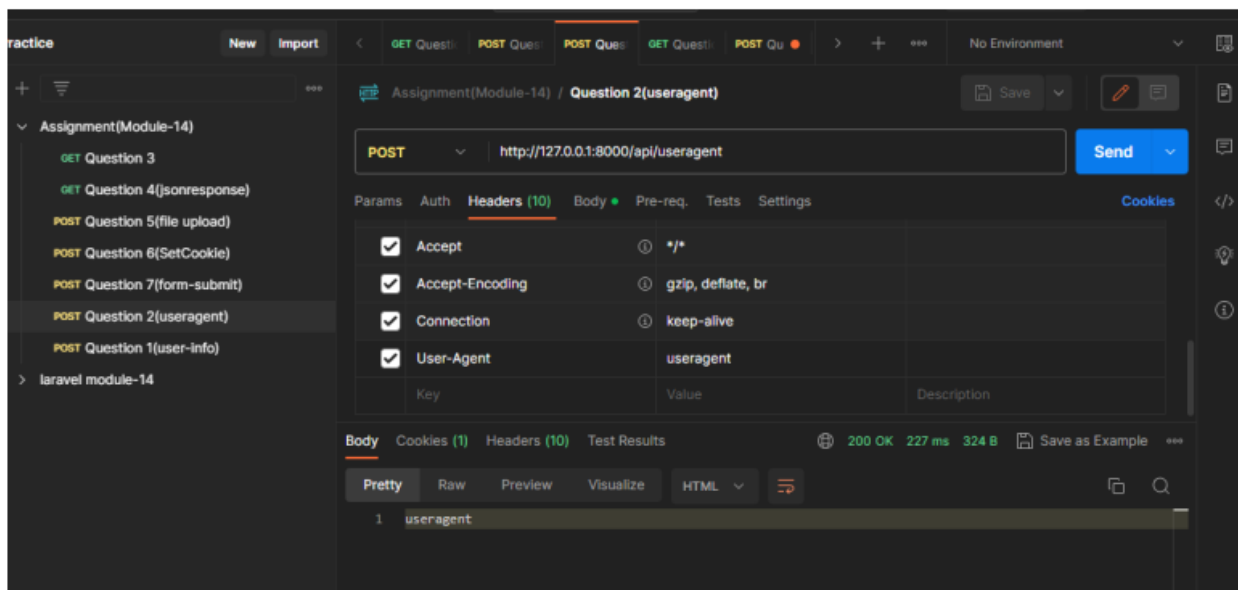 ractice New Import GET Questi POST Ques POST Ques GET Questi POST Qu No Environment
Assignment(Module-14) / Question 2(useragent) Save
Assignment(Module-14)
GET Question 3
GET Question 4(jsonresponse)
POST Question 5(file upload)
POST Question 6(SetCookie)
POST Question 7(form-submit)
POST Question 2(useragent)
POST Question 1(user-info)
laravel module-14
POST http://127.0.0.1:8000/api/useragent Send
Params Auth Headers (10) Body Pre-req. Tests Settings Cookies
Accept */*
Accept-Encoding gzip, deflate, br
Connection keep-alive
User-Agent useragent
Key Value Description
Body Cookies (1) Headers (10) Test Results 200 OK 227 ms 324 B Save as Example
Pretty Raw Preview Visualize HTML
1 useragent